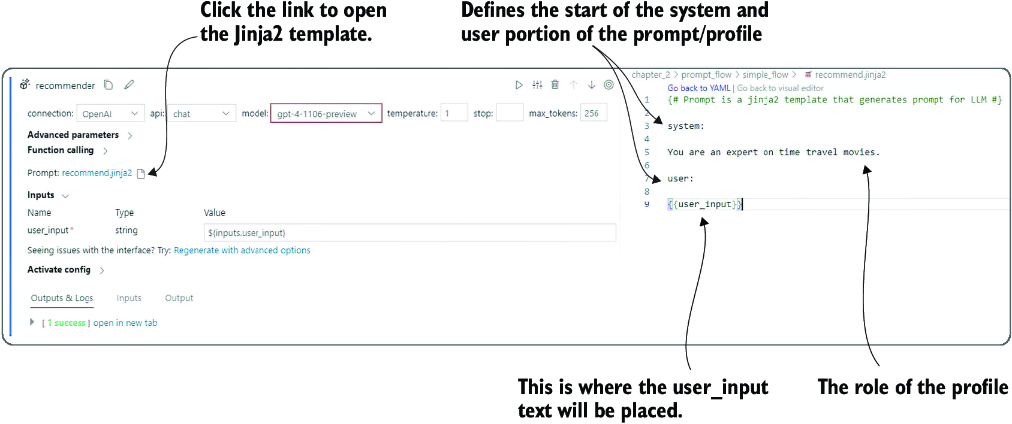 Click the link to open
the Jinja2 template.
Defines the start of the system and
user portion of the prompt/profile
recommender
connection: OpenAI api: chat model: gpt-4-1106-preview temperature: 1 stop: max_tokens: 256
Advanced parameters
Function calling
Prompt: recommend.jinja2
Inputs
Name Type Value
user_input* string ${inputs.user_input}
Seeing issues with the interface? Try: Regenerate with advanced options
Activate config
Outputs & Logs Inputs Output
[ 1 success ] open in new tab
chapter_2 > prompt_flow > simple_flow > recommend.jinja2
Go back to YAML | Go back to visual editor
1 {# Prompt is a jinja2 template that generates prompt for LLM #}
2
3 system:
4
5 You are an expert on time travel movies.
6
7 user:
8
9 {{user_input}}
This is where the user_input
text will be placed.
The role of the profile